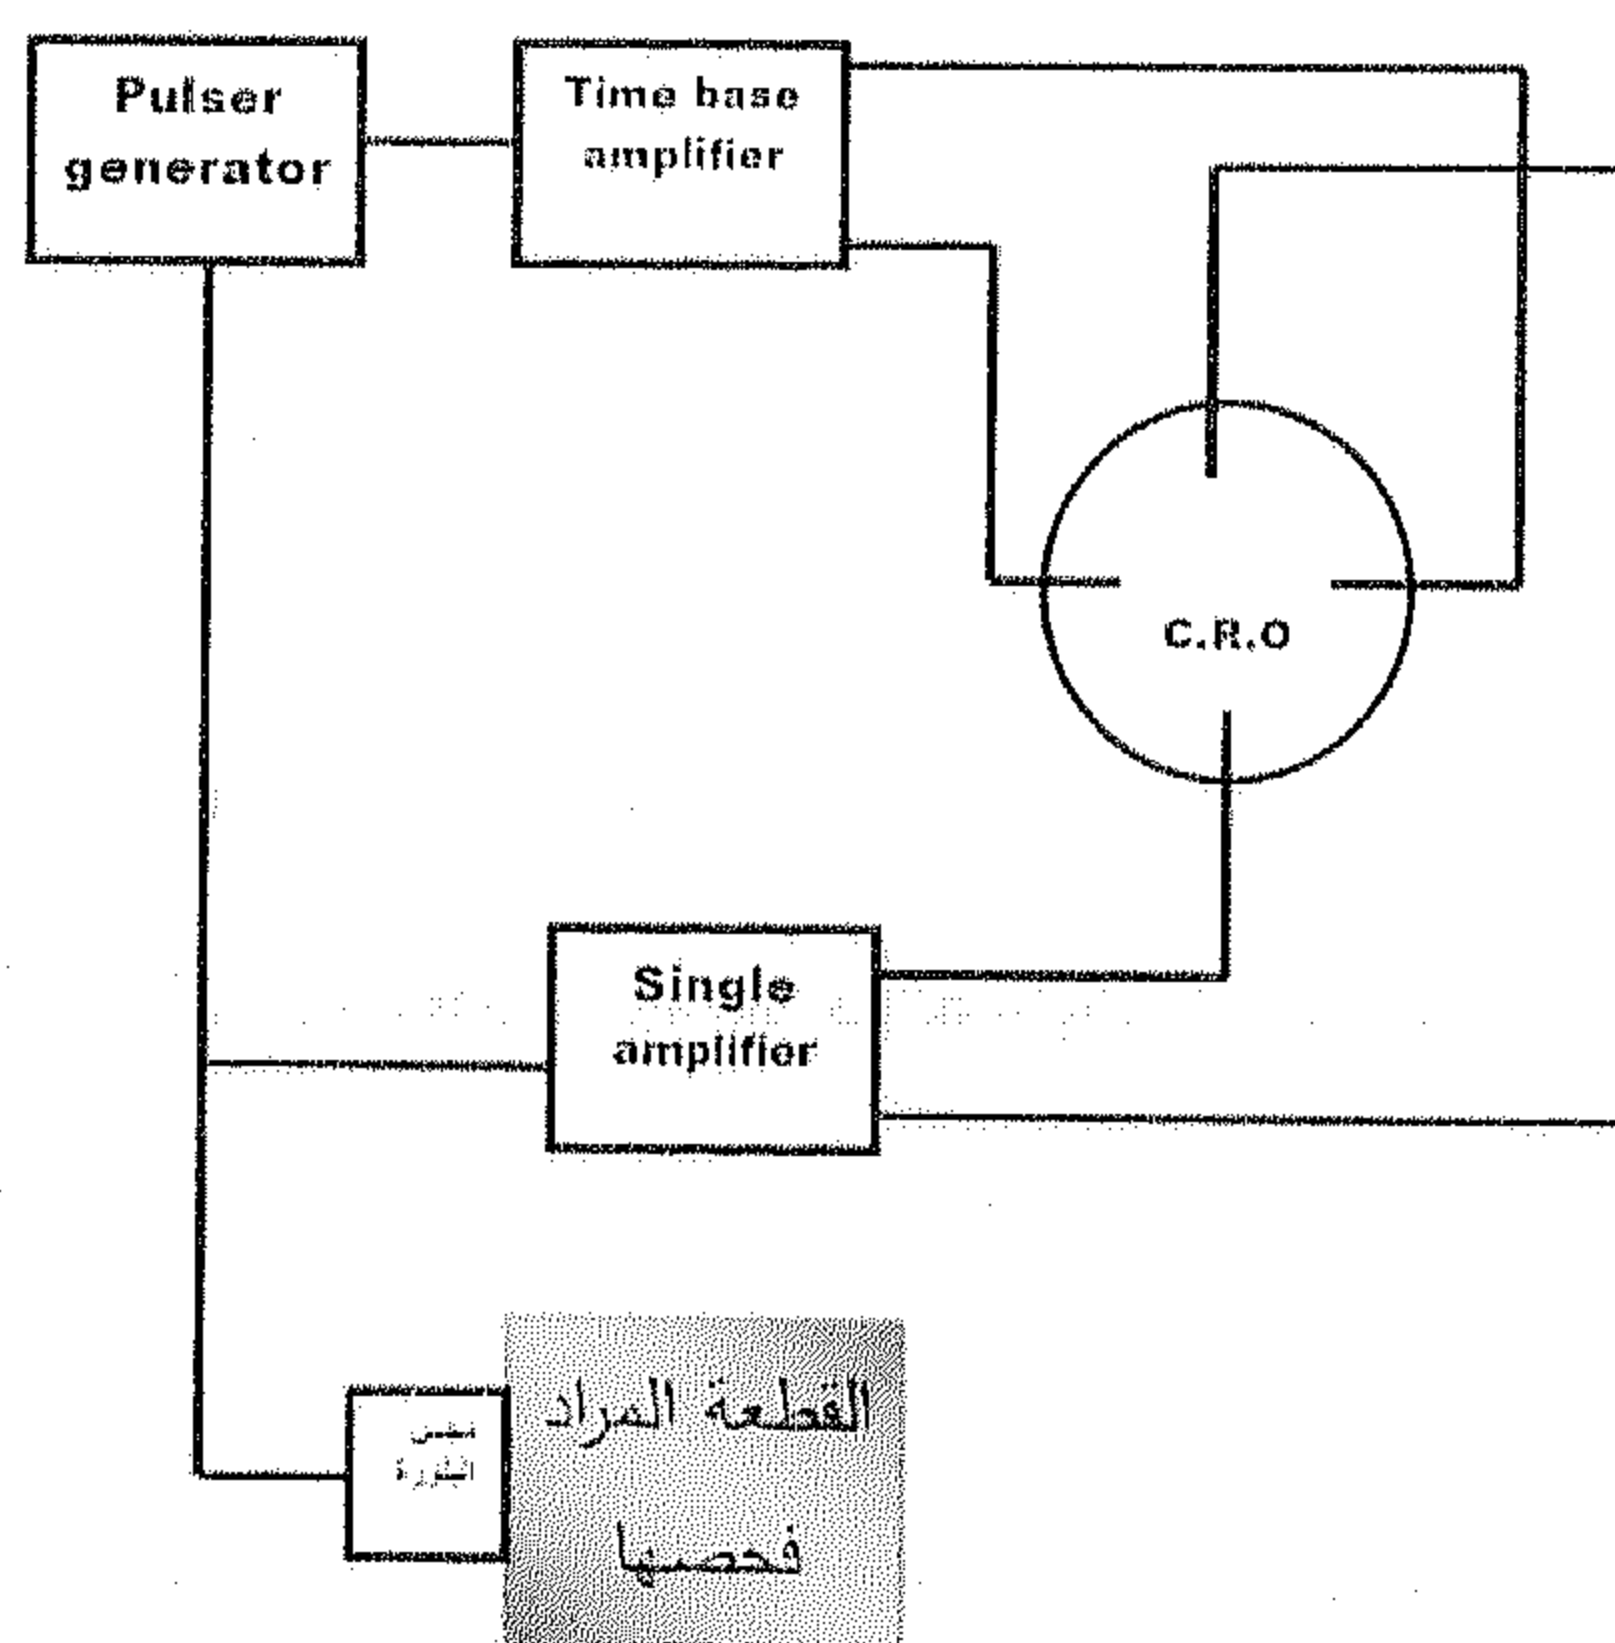 Pulser
generator
Time base
amplifier
C.R.O
Single
amplifier
القطعة المراد
فحصها